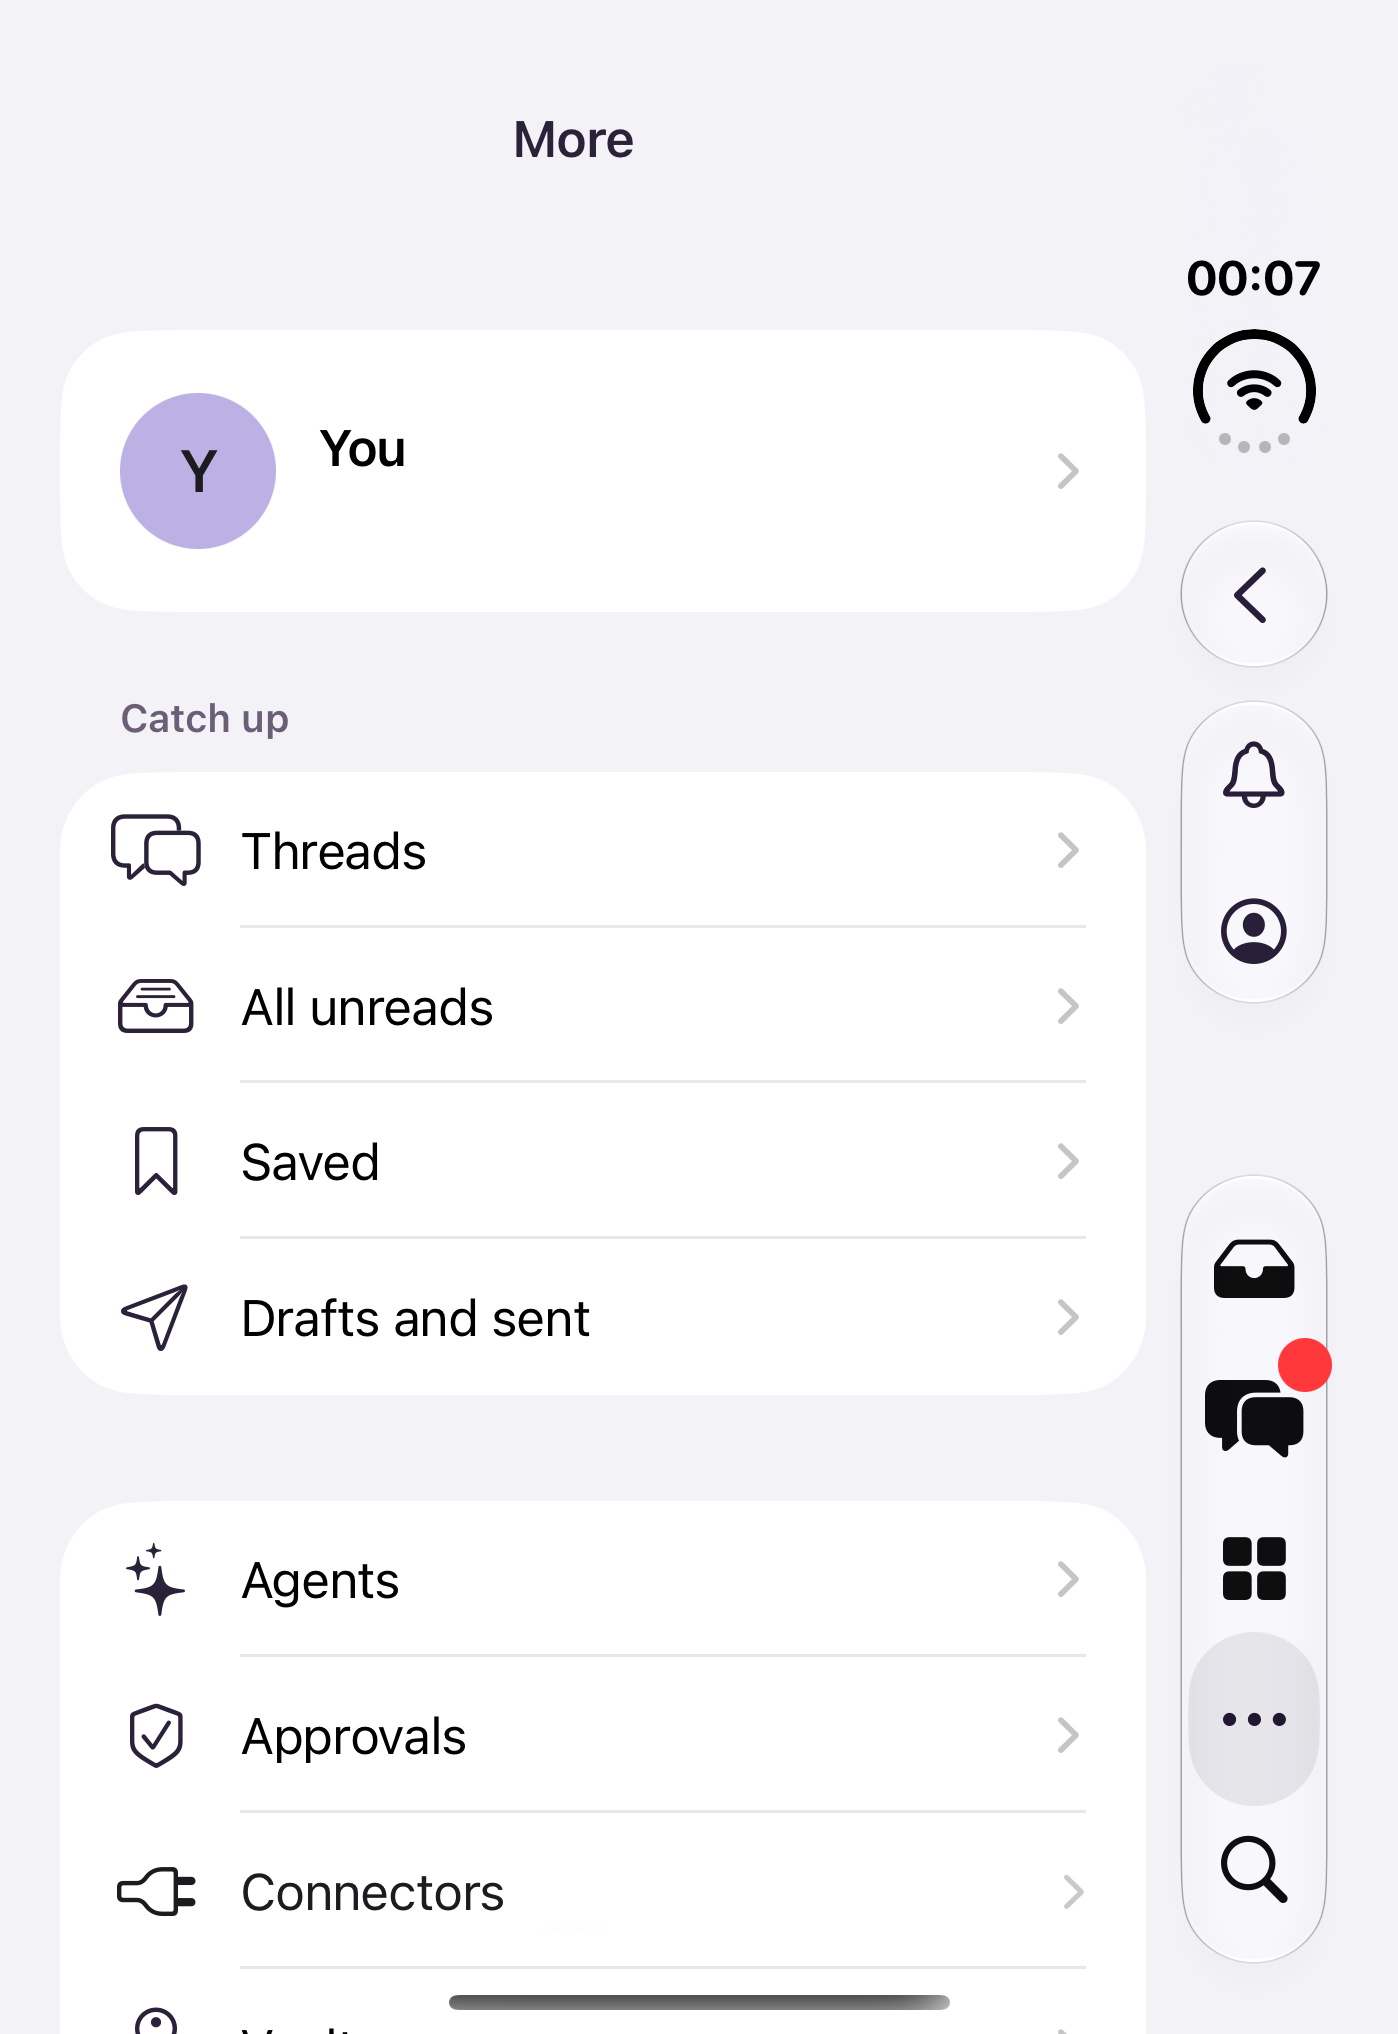 More
00:07
Y
You
Catch up
Threads
All unreads
Saved
Drafts and sent
Agents
Approvals
Connectors